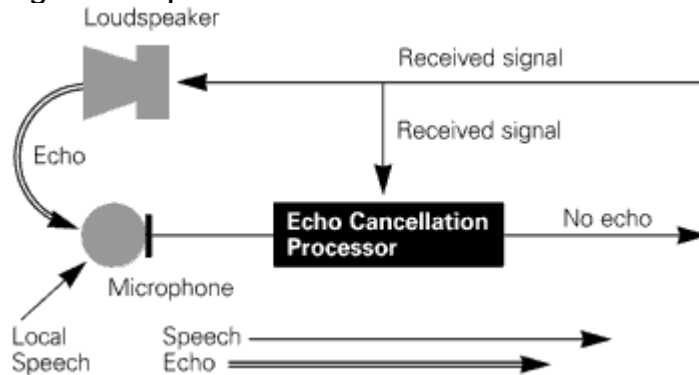 Loudspeaker
Received signal
Received signal
Echo
Echo Cancellation
Processor
No echo
Microphone
Local
Speech
Speech
Echo